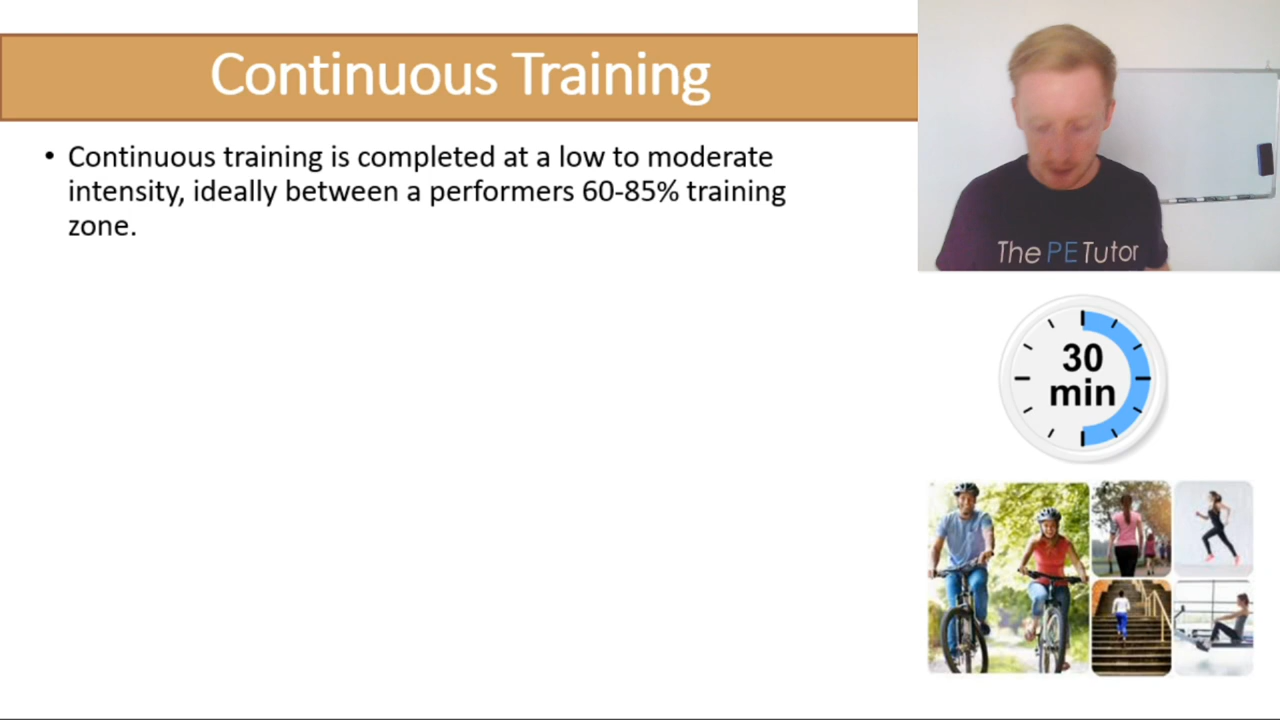 Continuous Training
• Continuous training is completed at a low to moderate
intensity, ideally between a performers 60-85% training
zone.
The PE Tutor
30
min